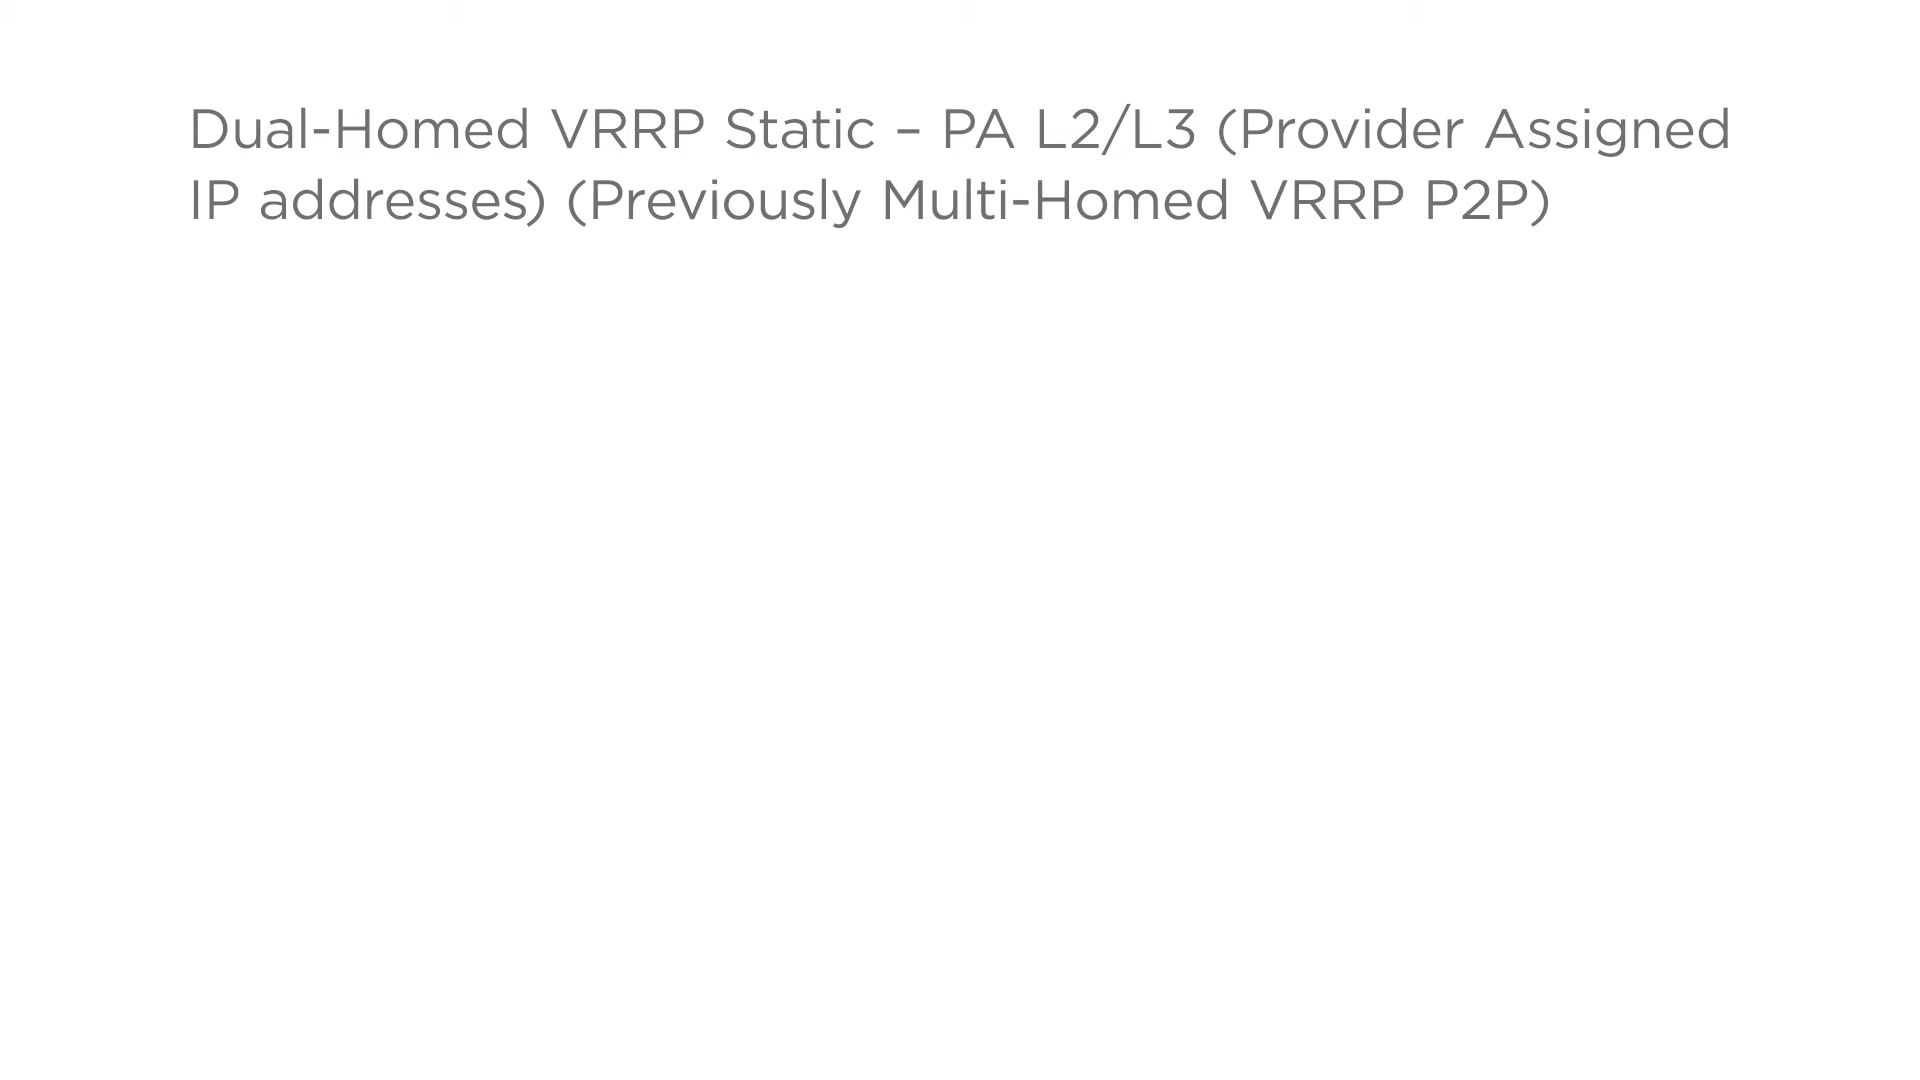 Dual-Homed VRRP Static – PA L2/L3 (Provider Assigned
IP addresses) (Previously Multi-Homed VRRP P2P)